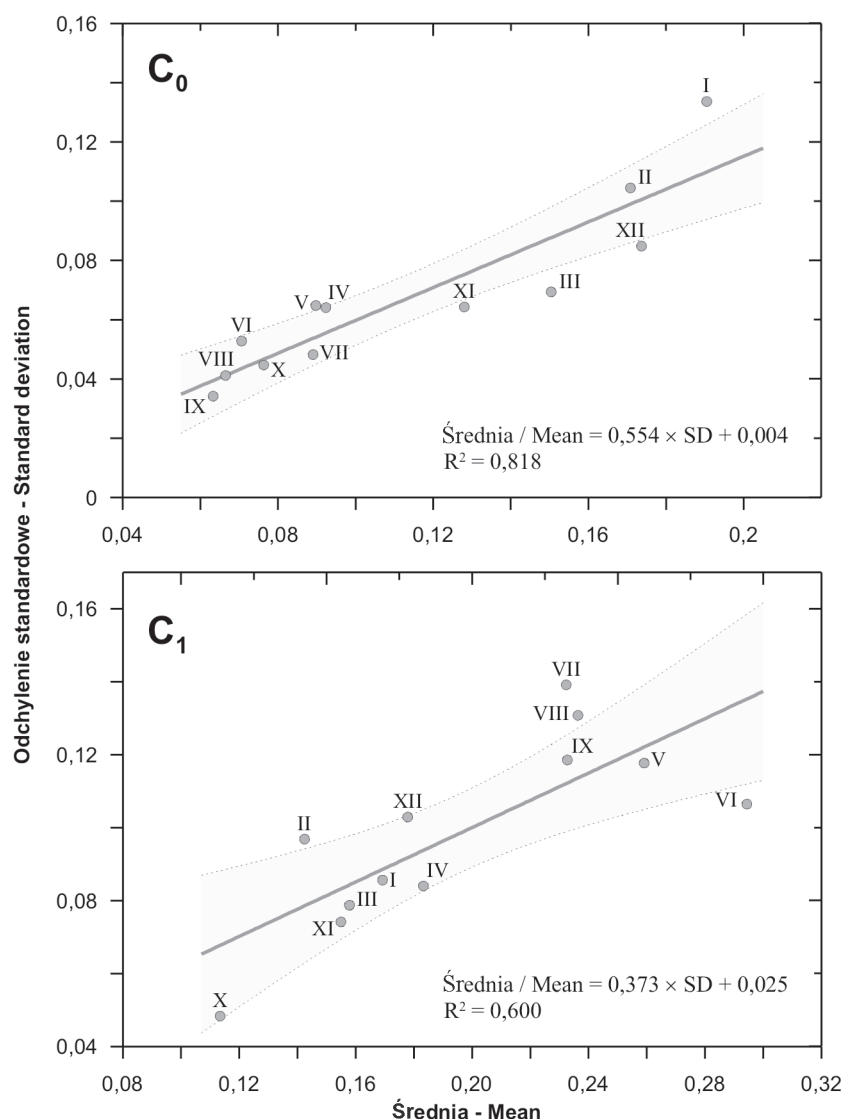 Odchylenie standardowe - Standard deviation
0,16
C0
I
0,12
II
XII
0,08
III
V IV
XI
VI
VIII
X
VII
0,04
IX
Średnia / Mean = 0,554 × SD + 0,004
R² = 0,818
0
0,04 0,08 0,12 0,16 0,2
0,16
C1
VII
VIII
IX
0,12
V
VI
XII
II
IV
I
0,08
III
XI
X
Średnia / Mean = 0,373 × SD + 0,025
R² = 0,600
0,04
0,08 0,12 0,16 0,20 0,24 0,28 0,32
Średnia - Mean